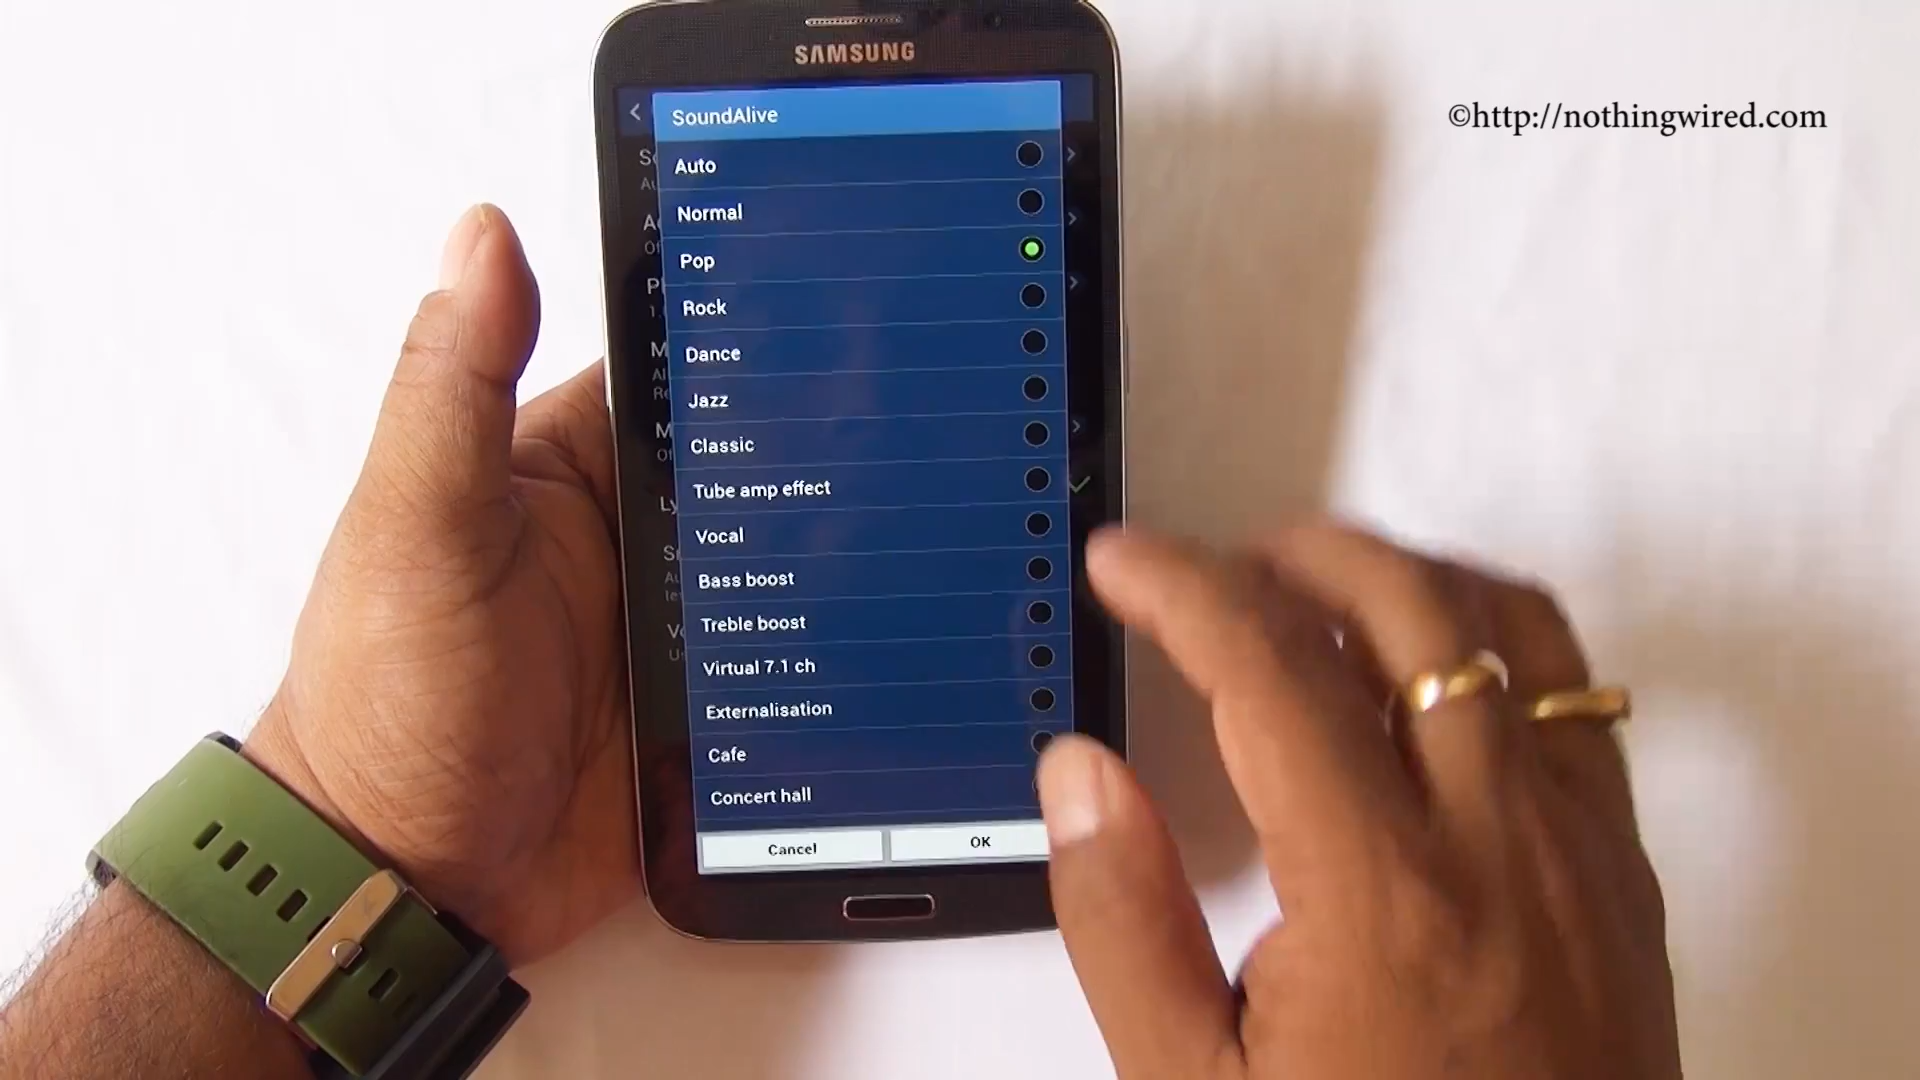 SAMSUNG
©http://nothingwired.com
SoundAlive
Auto
Normal
Pop
Rock
Dance
Jazz
Classic
Tube amp effect
Vocal
Bass boost
Treble boost
Virtual 7.1 ch
Externalisation
Cafe
Concert hall
Cancel
OK